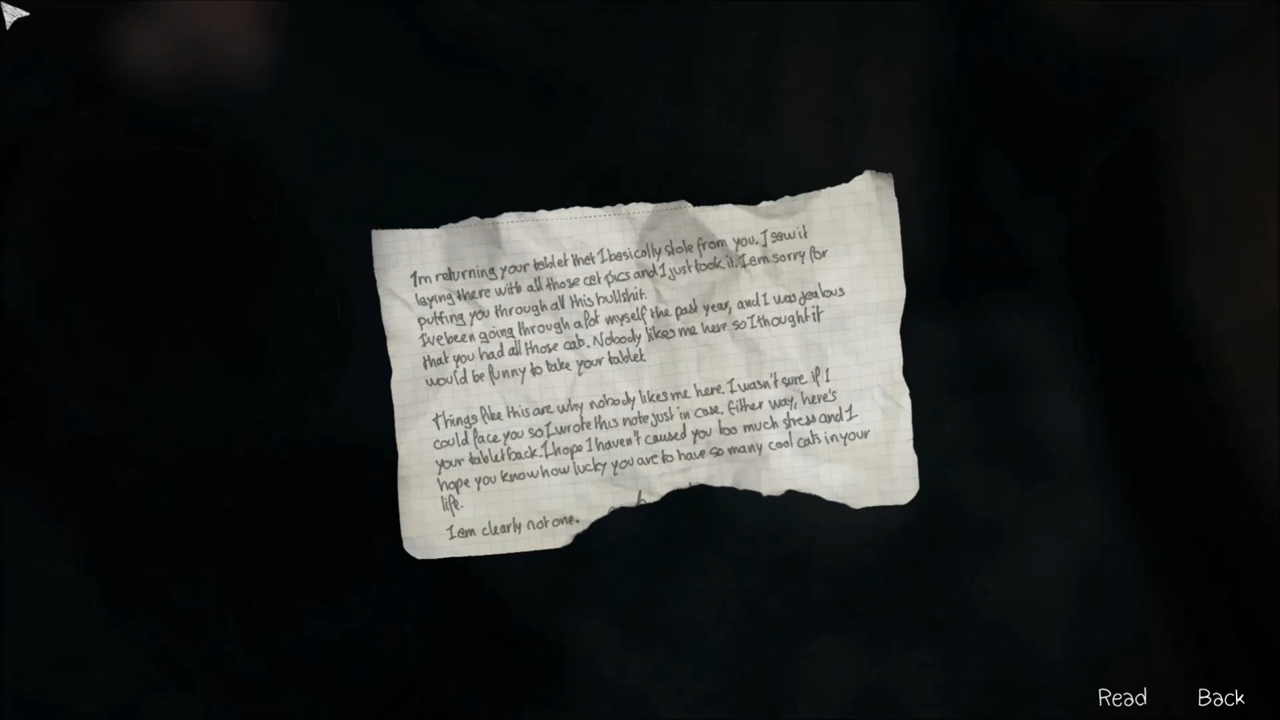 I'm returning your tablet that I basically stole from you. I saw it
laying there with all those cat pics and I just took it. I am sorry for
putting you through all this bullshit.
I've been going through a lot myself the past year, and I was jealous
that you had all those cats. Nobody likes me here so I thought it
would be funny to take your tablet.
Things like this are why nobody likes me here. I wasn't sure if I
could face you so I wrote this note just in case. Either way, here's
your tablet back. I hope I haven't caused you too much stress and I
hope you know how lucky you are to have so many cool cats in your
life.
I am clearly not one.
Read Back